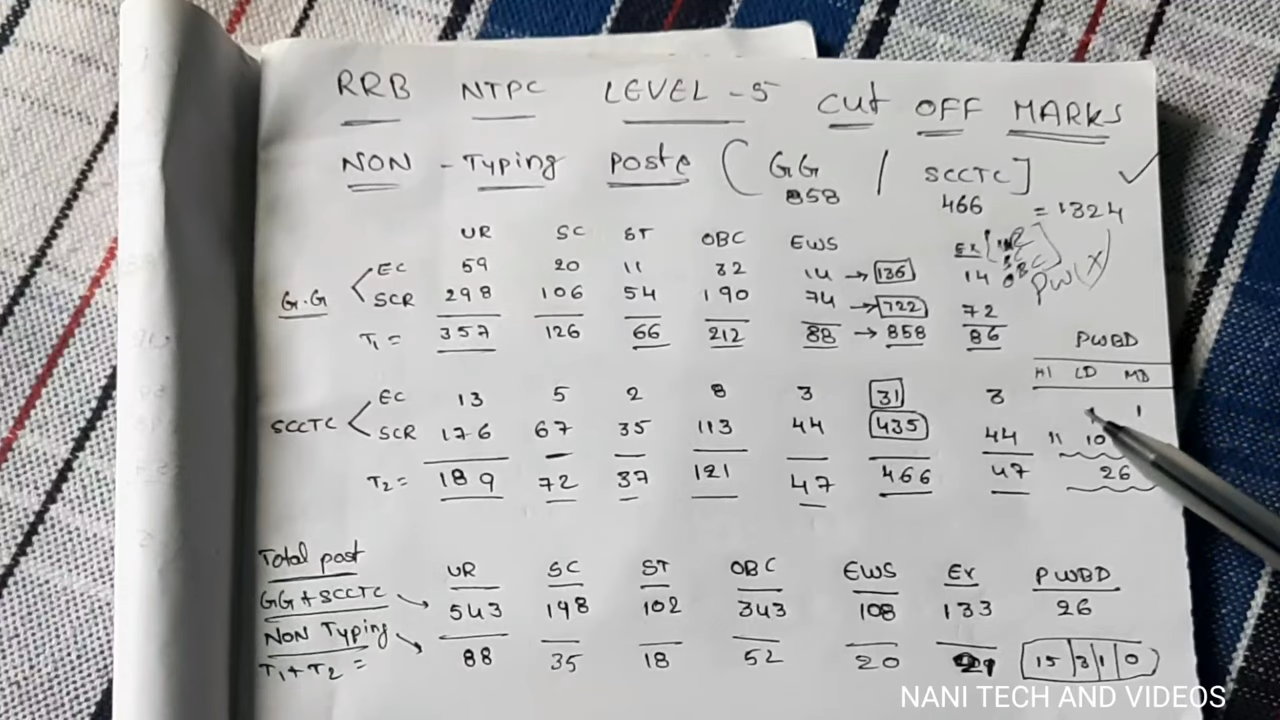 RRB NTPC LEVEL - 5 CUT OFF MARKS
NON - Typing Posts ( GG / SCCTC ]
858 466 = 1324
UR SC ST OBC EWS Ex
G.G EC 59 20 11 32 14 → 136 14
SCR 298 106 54 190 74 → 722 72
T1 = 357 126 66 212 88 → 858 86
PW (X)
PWBD
HI LD MD
SCCTC EC 13 5 2 8 3 31 3 1
SCR 176 67 35 113 44 435 44 11 10
T2 = 189 72 37 121 47 466 47 26
Total post UR SC ST OBC EWS Ex PWBD
GG + SCCTC 543 198 102 343 108 133 26
NON Typing
T1 + T2 = 88 35 18 52 20 29 15 | 3 | 1 | 0
NANI TECH AND VIDEOS